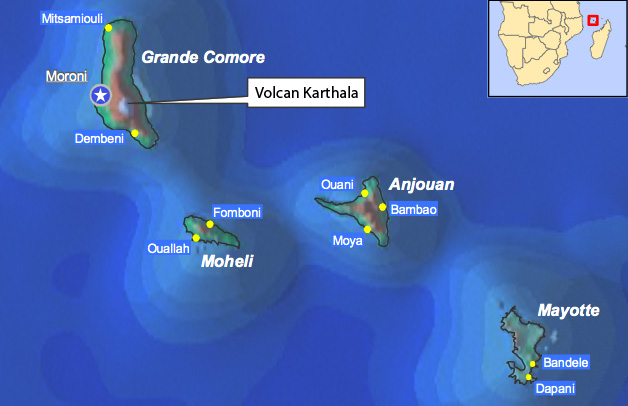 Mitsamiouli
Grande Comore
Moroni
Volcan Karthala
Dembeni
Ouani
Anjouan
Bambao
Fomboni
Ouallah
Moya
Moheli
Mayotte
Bandele
Dapani